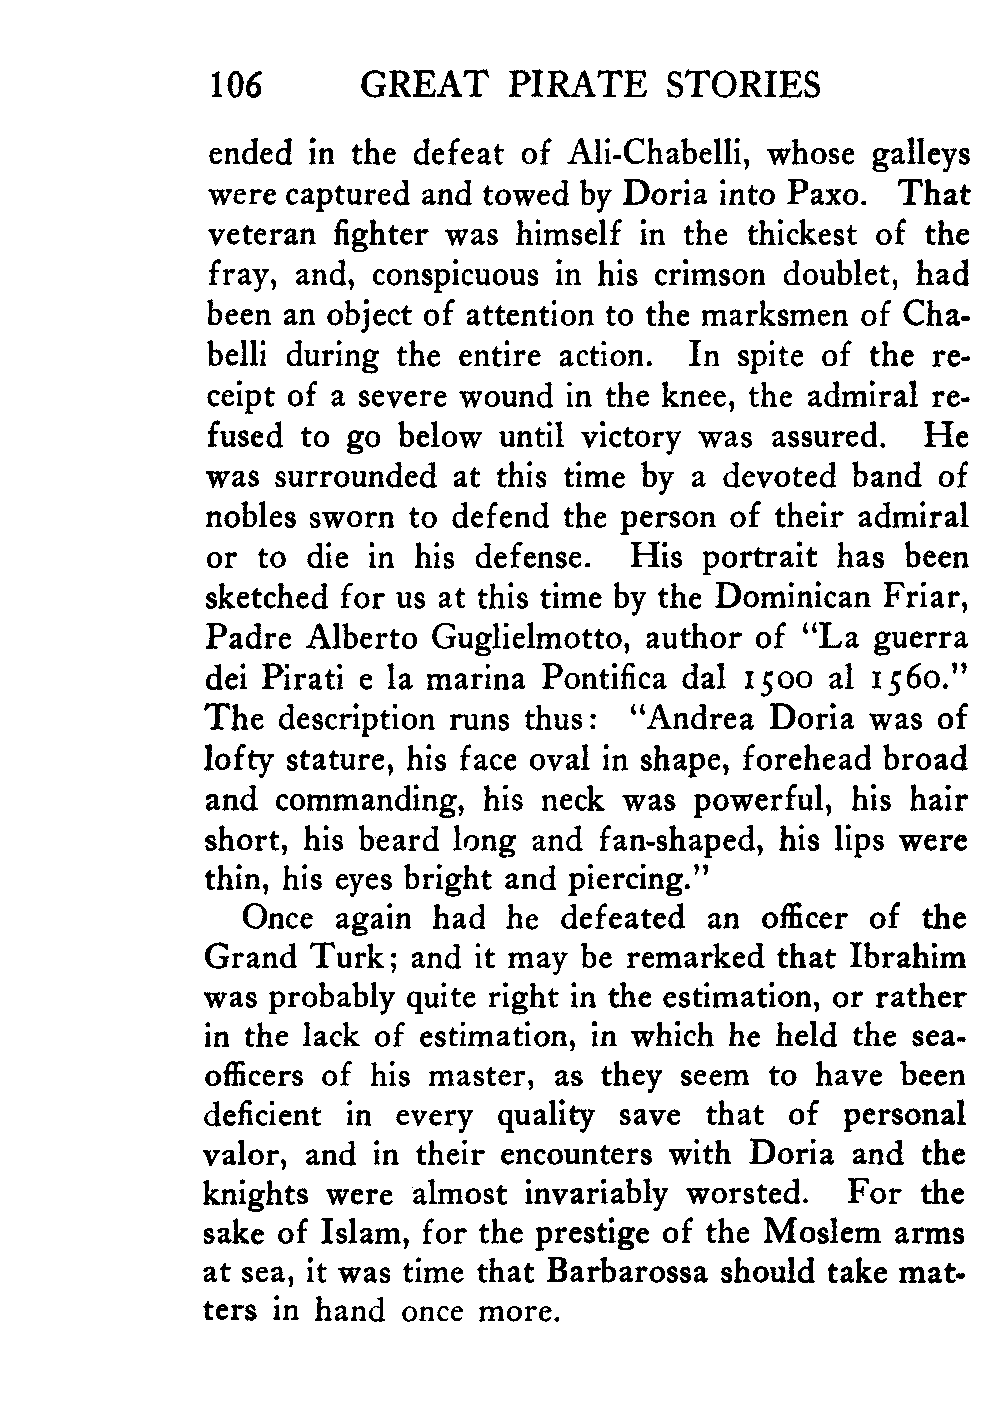 106 GREAT PIRATE STORIES
ended in the defeat of Ali-Chabelli, whose galleys
were captured and towed by Doria into Paxo. That
veteran fighter was himself in the thickest of the
fray, and, conspicuous in his crimson doublet, had
been an object of attention to the marksmen of Cha-
belli during the entire action. In spite of the re-
ceipt of a severe wound in the knee, the admiral re-
fused to go below until victory was assured. He
was surrounded at this time by a devoted band of
nobles sworn to defend the person of their admiral
or to die in his defense. His portrait has been
sketched for us at this time by the Dominican Friar,
Padre Alberto Guglielmotto, author of "La guerra
dei Pirati e la marina Pontifica dal 1500 al 1560."
The description runs thus: "Andrea Doria was of
lofty stature, his face oval in shape, forehead broad
and commanding, his neck was powerful, his hair
short, his beard long and fan-shaped, his lips were
thin, his eyes bright and piercing."
Once again had he defeated an officer of the
Grand Turk; and it may be remarked that Ibrahim
was probably quite right in the estimation, or rather
in the lack of estimation, in which he held the sea-
officers of his master, as they seem to have been
deficient in every quality save that of personal
valor, and in their encounters with Doria and the
knights were almost invariably worsted. For the
sake of Islam, for the prestige of the Moslem arms
at sea, it was time that Barbarossa should take mat-
ters in hand once more.